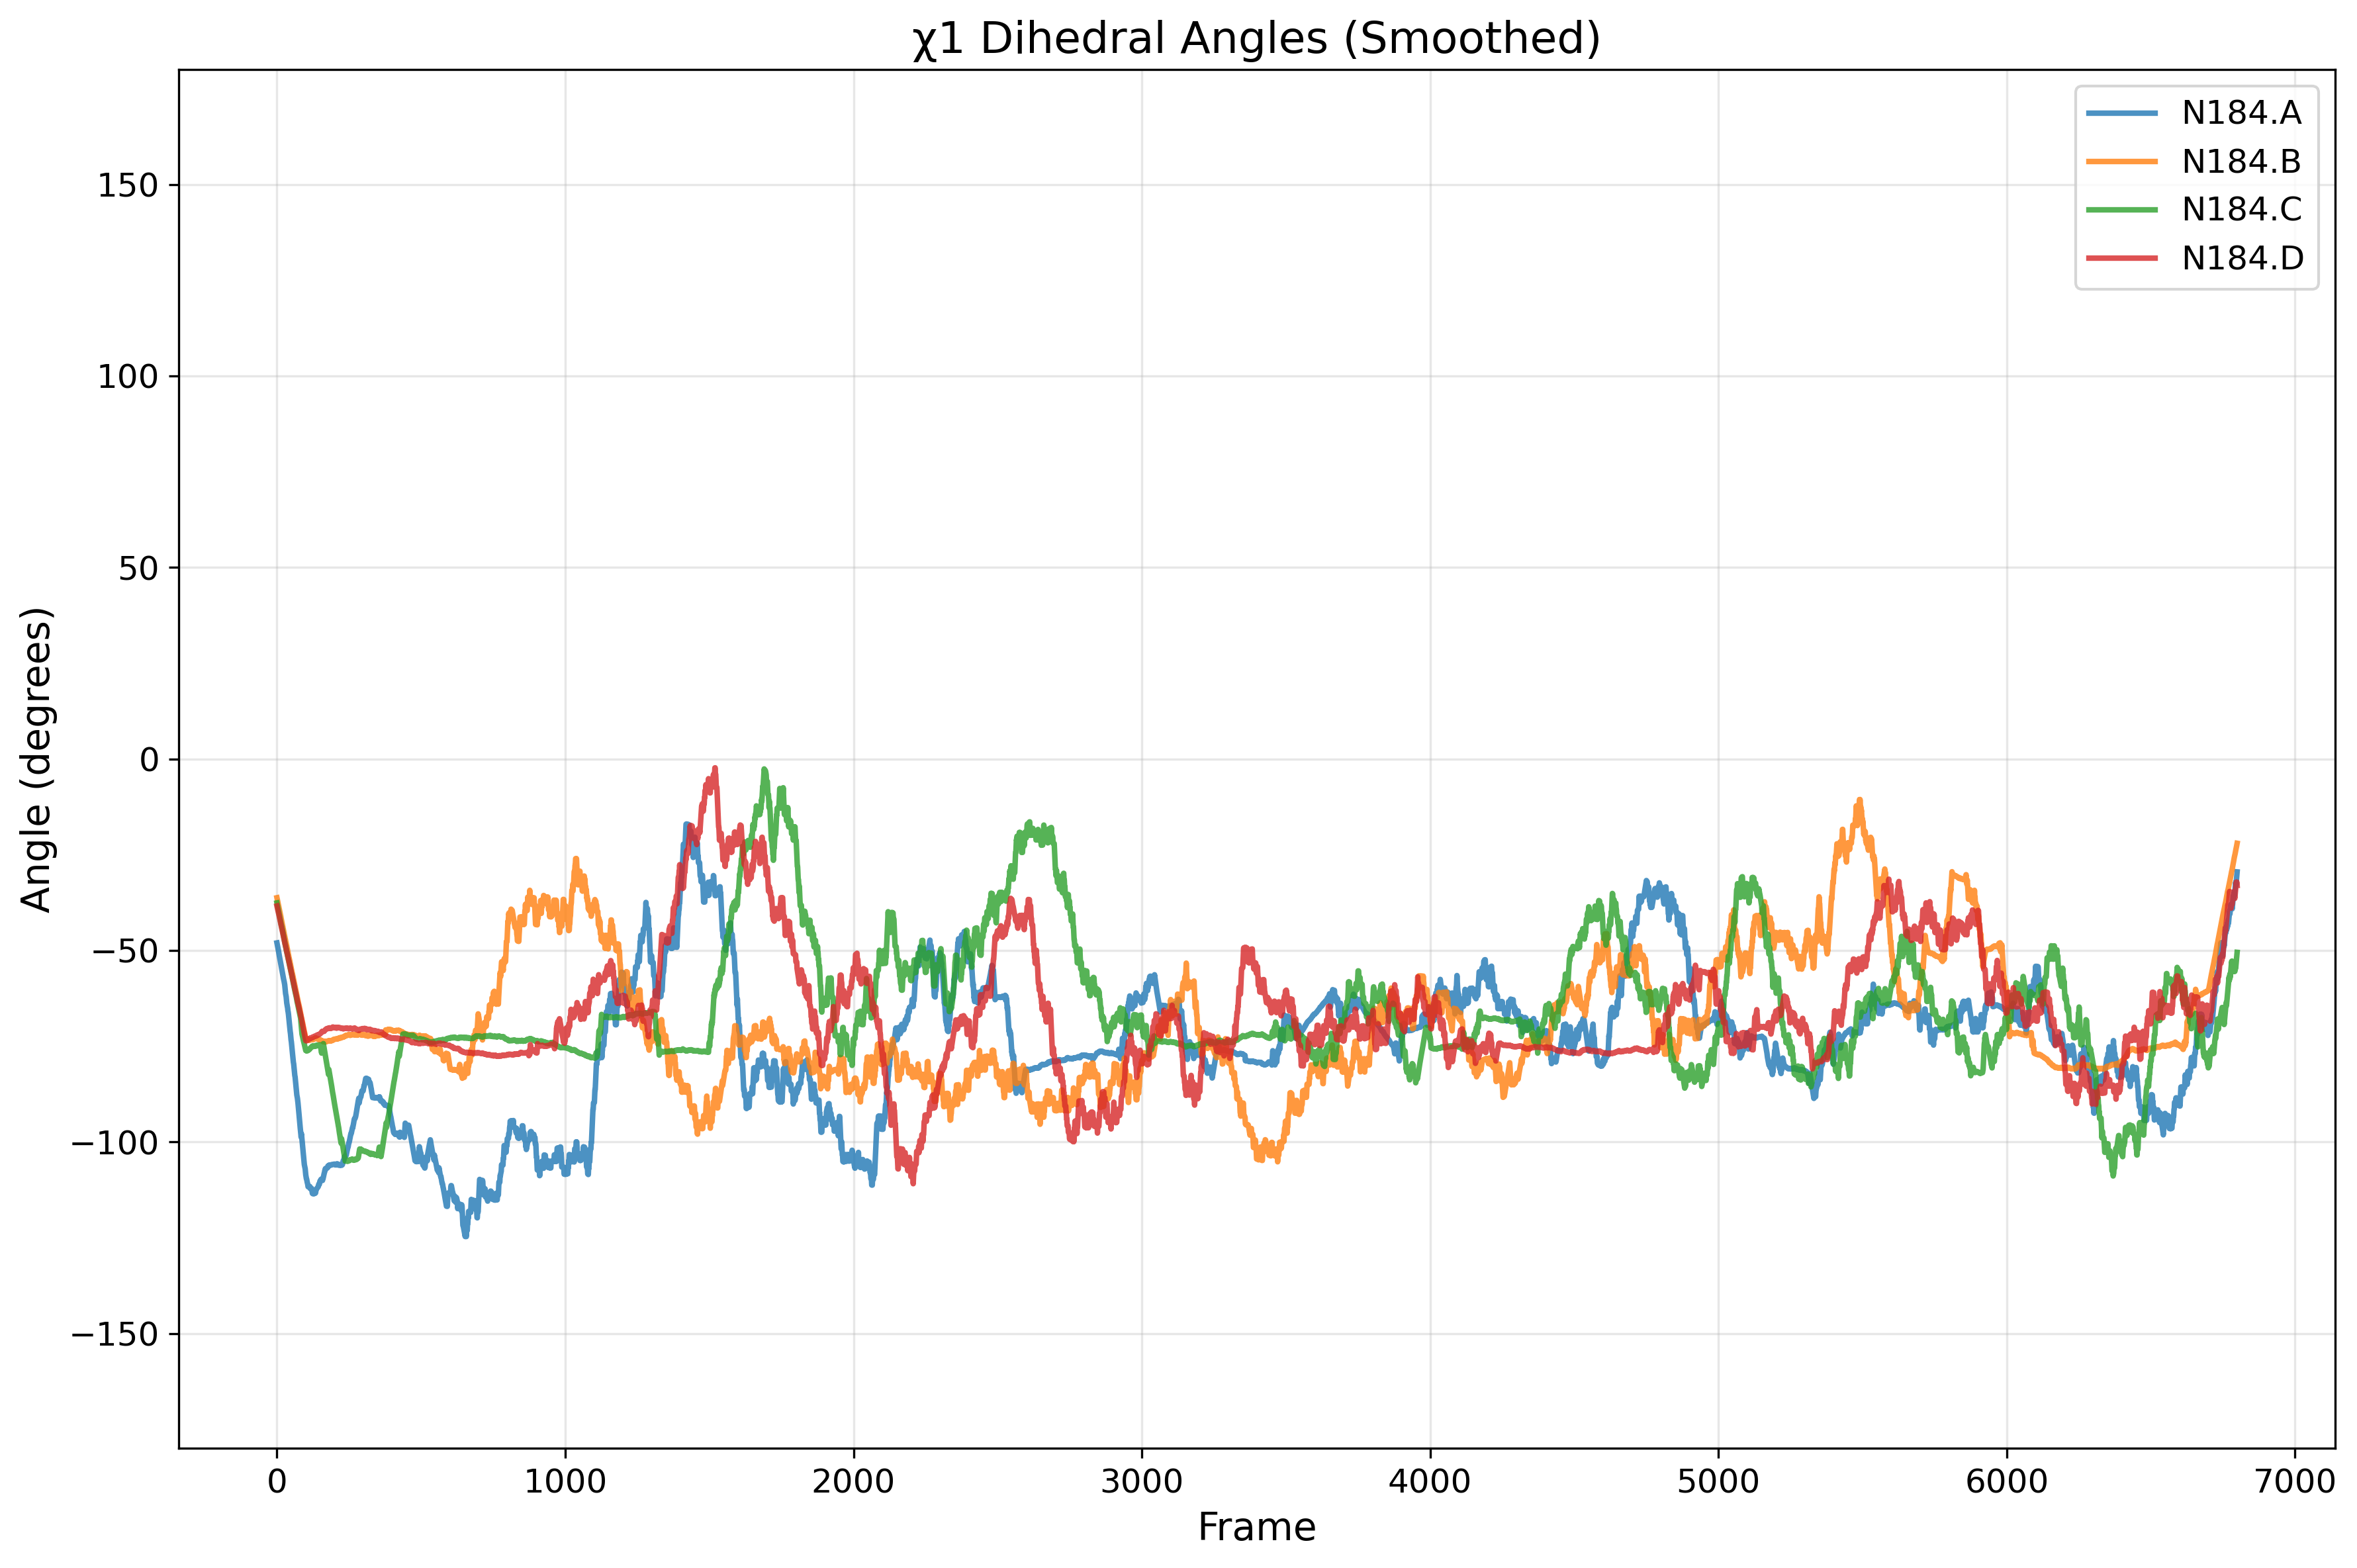 χ1 Dihedral Angles (Smoothed)
N184.A
N184.B
N184.C
N184.D
Angle (degrees)
150
100
50
0
−50
−100
−150
0 1000 2000 3000 4000 5000 6000 7000
Frame